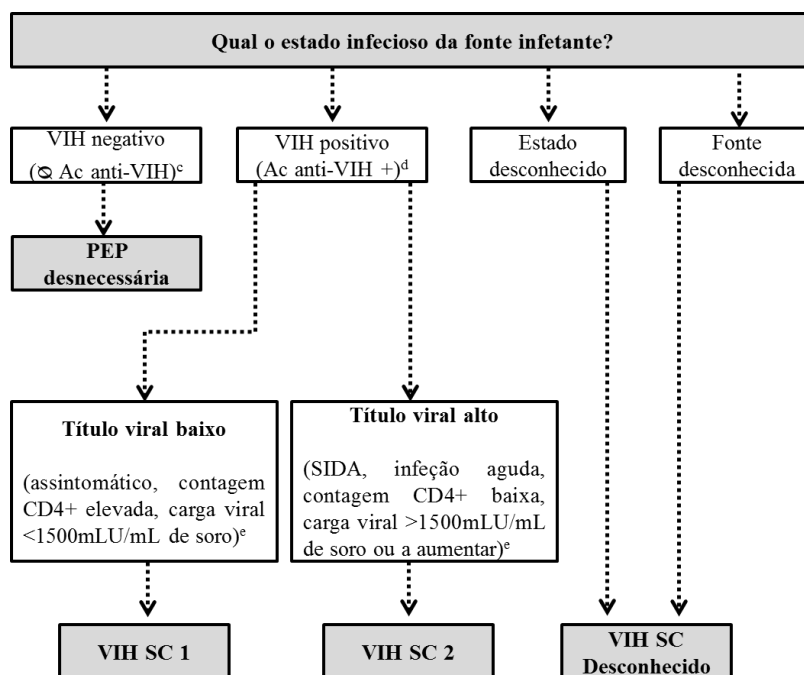 Qual o estado infecioso da fonte infetante?
VIH negativo
(⦰ Ac anti-VIH)ᶜ
VIH positivo
(Ac anti-VIH +)ᵈ
Estado
desconhecido
Fonte
desconhecida
PEP
desnecessária
Título viral baixo
(assintomático, contagem
CD4+ elevada, carga viral
<1500mLU/mL de soro)ᵉ
Título viral alto
(SIDA, infeção aguda,
contagem CD4+ baixa,
carga viral >1500mLU/mL
de soro ou a aumentar)ᵉ
VIH SC 1
VIH SC 2
VIH SC
Desconhecido